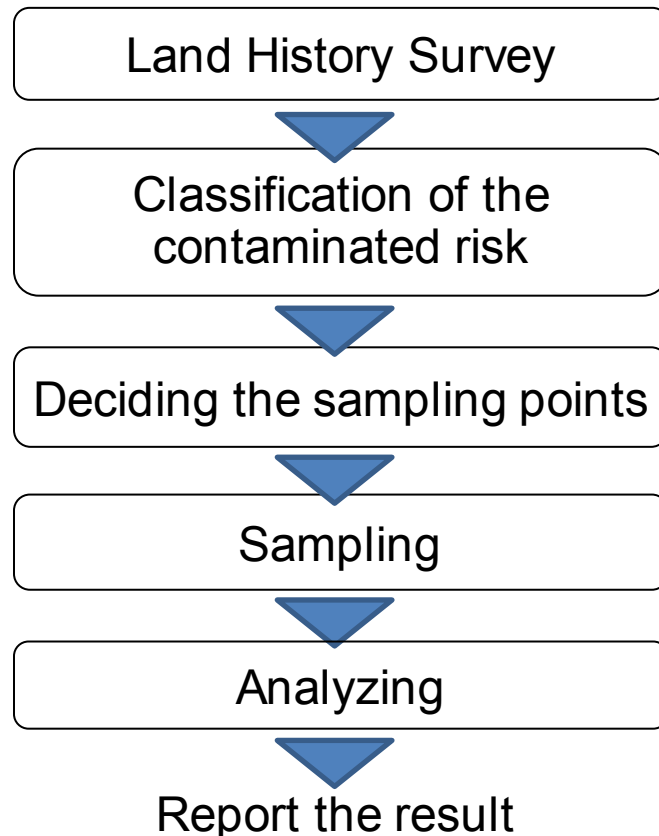 Land History Survey
Classification of the
contaminated risk
Deciding the sampling points
Sampling
Analyzing
Report the result